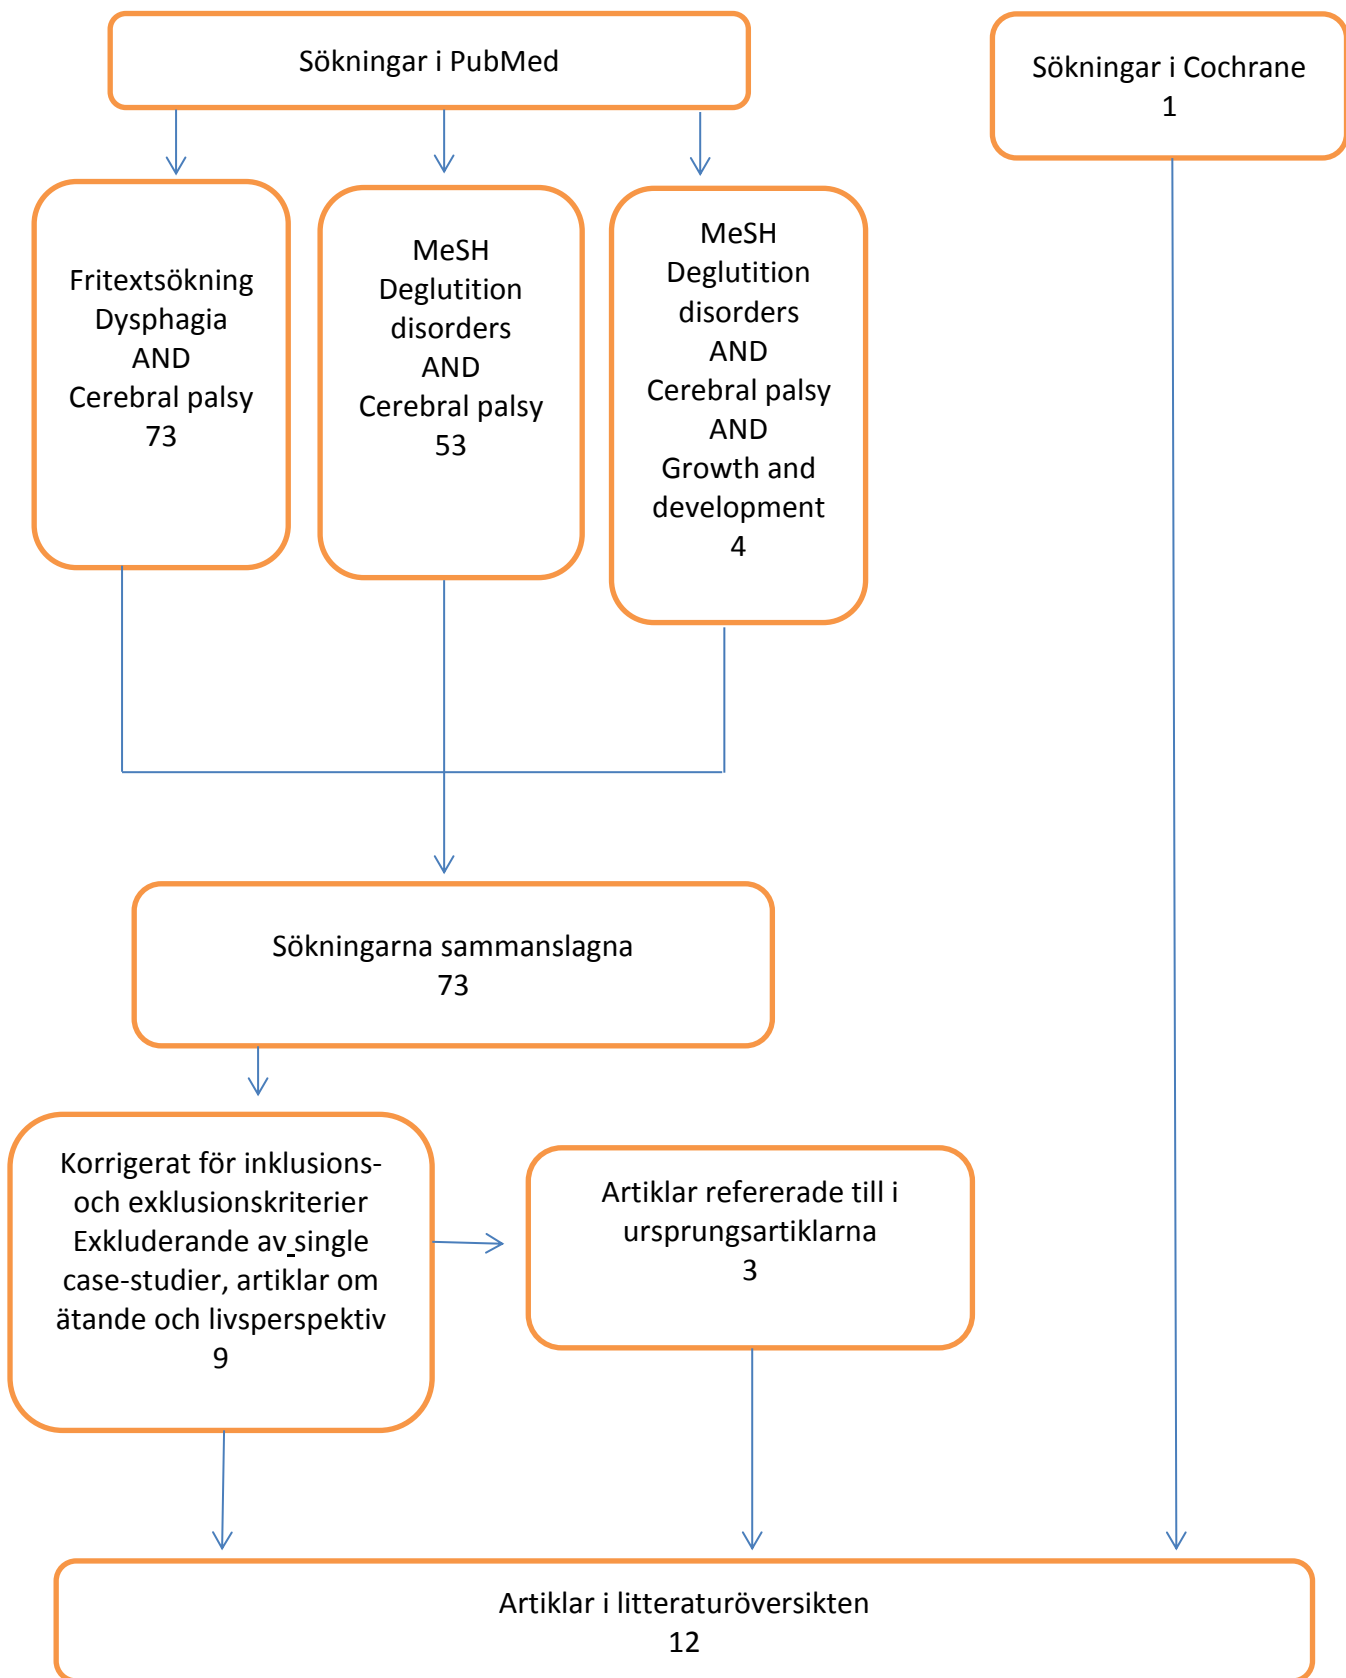 Sökningar i PubMed
Sökningar i Cochrane
1
Fritextsökning
Dysphagia
AND
Cerebral palsy
73
MeSH
Deglutition
disorders
AND
Cerebral palsy
53
MeSH
Deglutition
disorders
AND
Cerebral palsy
AND
Growth and
development
4
Sökningarna sammanslagna
73
Korrigerat för inklusions-
och exklusionskriterier
Exkluderande av single
case-studier, artiklar om
ätande och livsperspektiv
9
Artiklar refererade till i
ursprungsartiklarna
3
Artiklar i litteraturöversikten
12